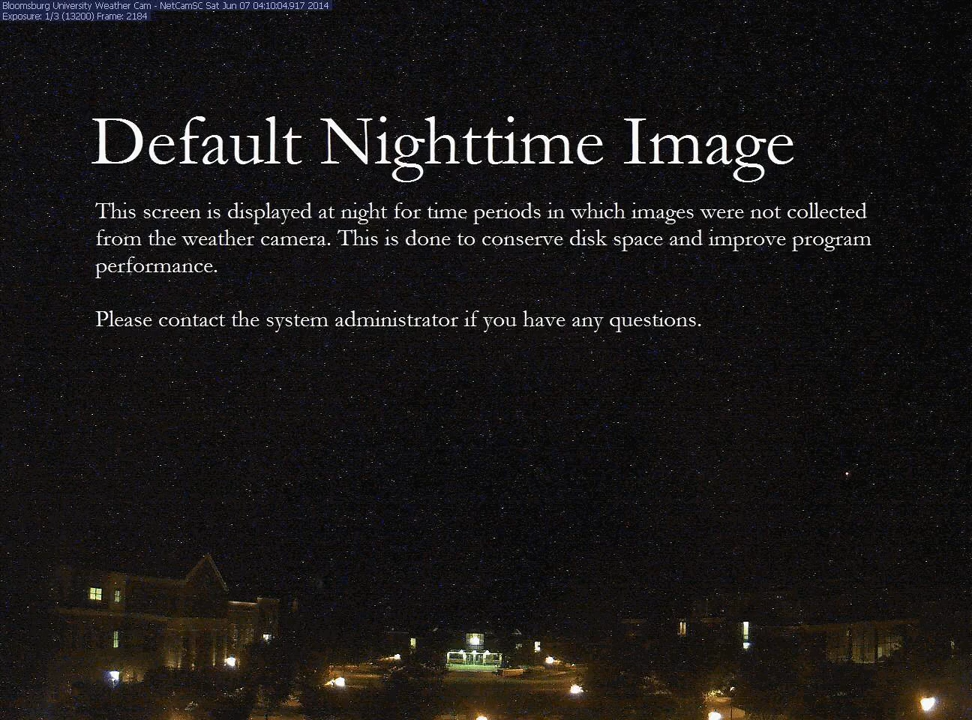 Bloomsburg University Weather Cam - NetCamSC Sat Jun 07 04:10:04.917 2014
Exposure: 1/3 (13200) Frame: 2184
Default Nighttime Image
This screen is displayed at night for time periods in which images were not collected
from the weather camera. This is done to conserve disk space and improve program
performance.
Please contact the system administrator if you have any questions.